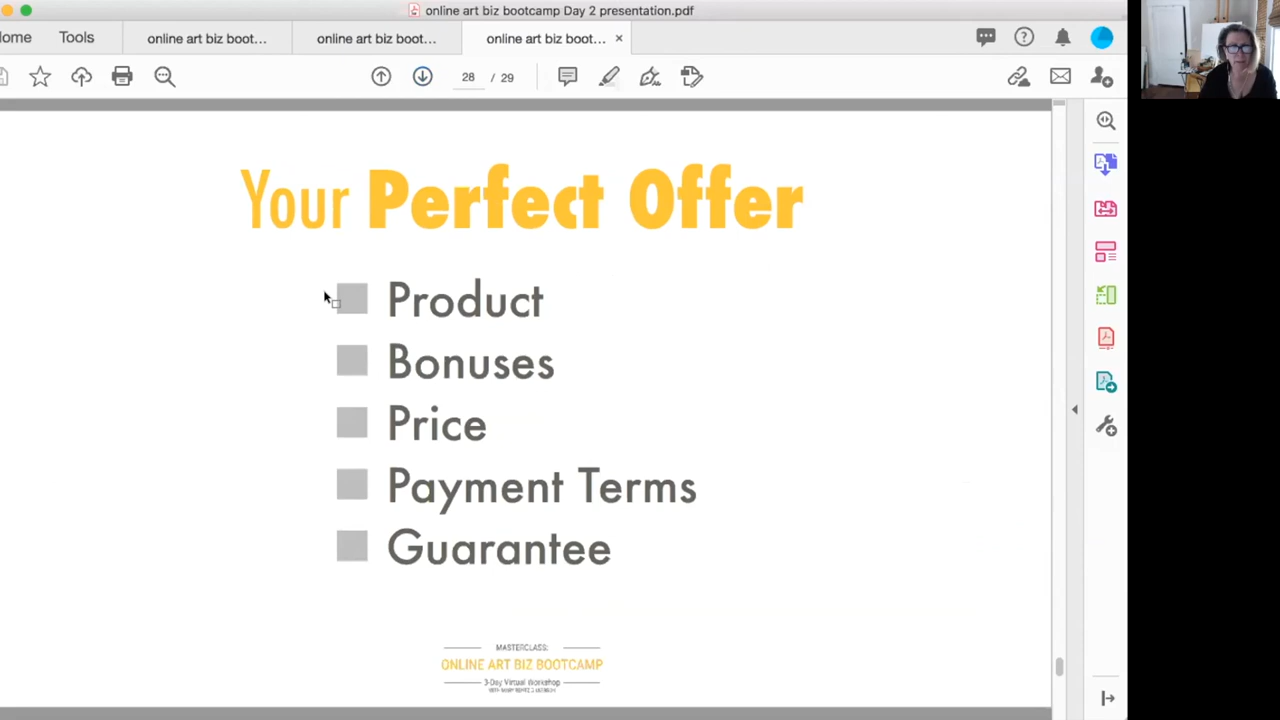 online art biz bootcamp Day 2 presentation.pdf
ome
Tools
online art biz boot...
online art biz boot...
online art biz boot...
28 / 29
Your Perfect Offer
Product
Bonuses
Price
Payment Terms
Guarantee
MASTERCLASS:
ONLINE ART BIZ BOOTCAMP
3-Day Virtual Workshop